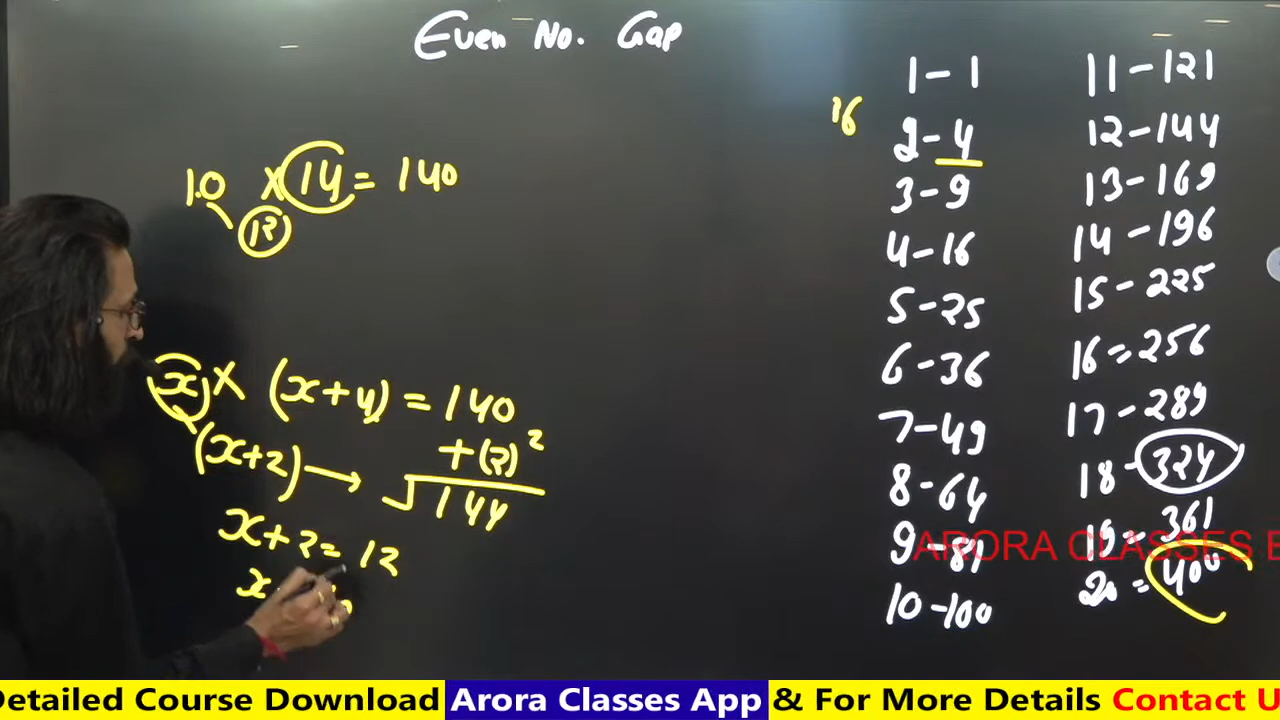 Even No. Gap
10 X 14 = 140
12
x X (x+4) = 140
+(2)²
(x+2) → √144
x+2= 12
x
16
1 - 1
2 - 4
3 - 9
4 - 16
5 - 25
6 - 36
7 - 49
8 - 64
9 - 81
10 - 100
11 - 121
12 - 144
13 - 169
14 - 196
15 - 225
16 = 256
17 - 289
18 - 324
19 - 361
20 = 400
ARORA CLASSES
Detailed Course Download Arora Classes App & For More Details Contact U